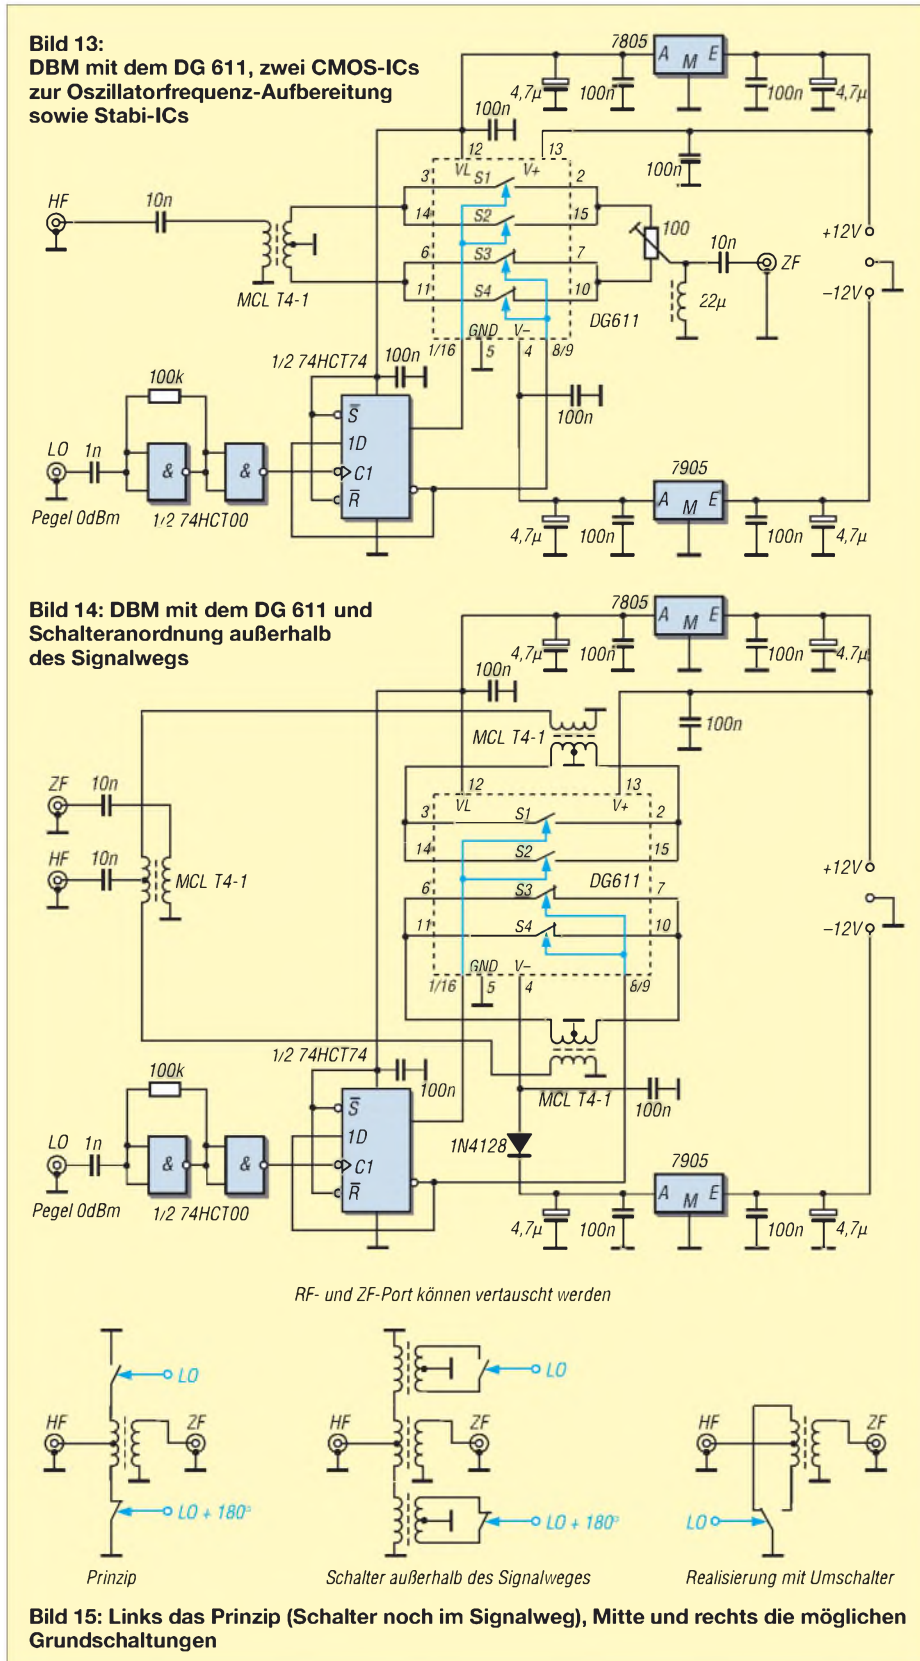 Bild 13:
DBM mit dem DG 611, zwei CMOS-ICs
zur Oszillatorfrequenz-Aufbereitung
sowie Stabi-ICs
7805
A M E
4,7µ 100n 100n 4,7µ
100n
12 13
VL V+
100n
HF 10n
3 S1 2
14 S2 15
6 S3 7
11 S4 10
MCL T4-1
100
10n
ZF
22µ
+12V
–12V
DG611
GND V–
1/16 5 4 8/9
1/2 74HCT74 100n
100k
100n
S
1D
C1
R
LO 1n
& &
Pegel 0dBm 1/2 74HCT00
7905
A M E
4,7µ 100n 100n 4,7µ
Bild 14: DBM mit dem DG 611 und
Schalteranordnung außerhalb
des Signalwegs
7805
A M E
4,7µ 100n 100n 4.7µ
100n
MCL T4-1
100n
ZF 10n
12 13
VL V+
3 S1 2
14 S2 15
HF 10n
MCL T4-1
DG611
6 S3 7
11 S4 10
+12V
–12V
GND V–
1/16 5 4 8/9
1/2 74HCT74
100n
100k
MCL T4-1 100n
S
1D
C1
R
LO 1n
& &
1N4128
Pegel 0dBm 1/2 74HCT00
7905
A M E
4,7µ 100n 100n 4,7µ
RF- und ZF-Port können vertauscht werden
LO
HF ZF
LO + 180°
Prinzip
LO
HF ZF
LO + 180°
Schalter außerhalb des Signalweges
HF ZF
LO
Realisierung mit Umschalter
Bild 15: Links das Prinzip (Schalter noch im Signalweg), Mitte und rechts die möglichen
Grundschaltungen